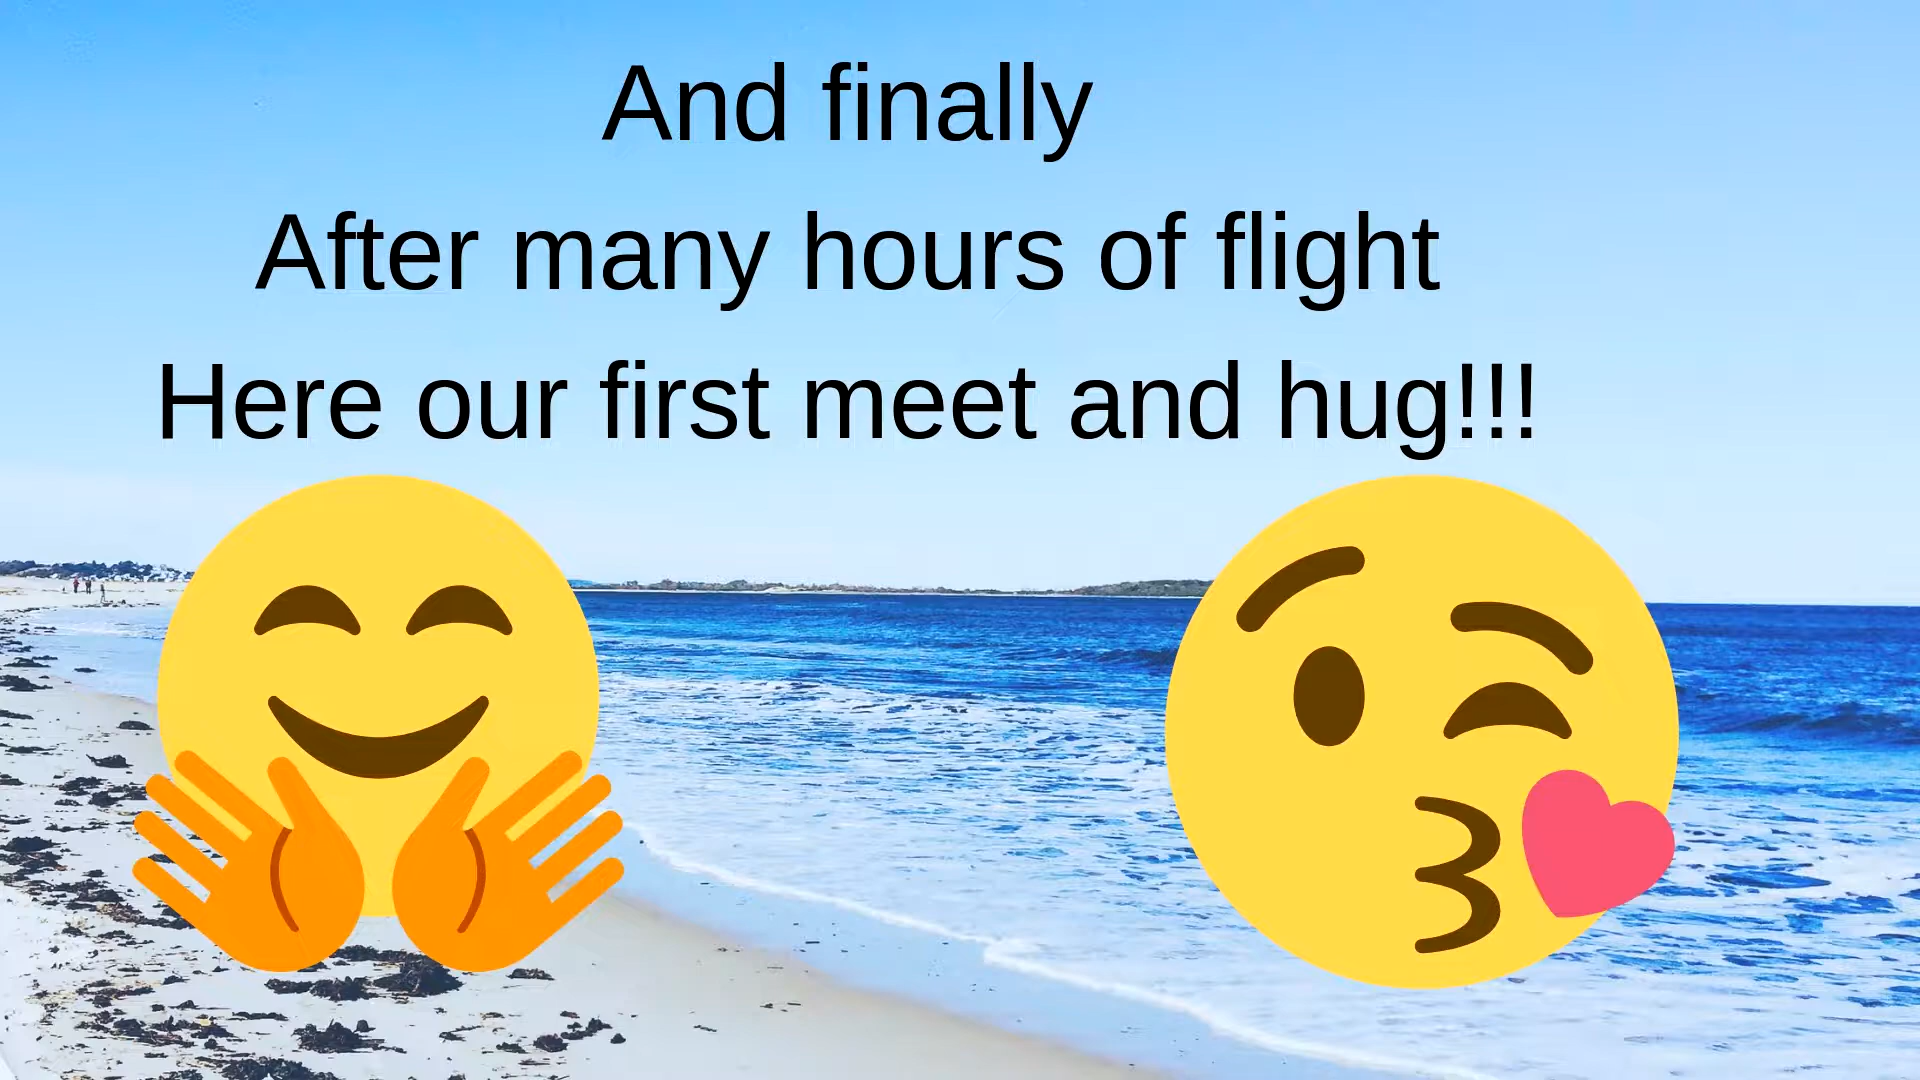 And finally
After many hours of flight
Here our first meet and hug!!!